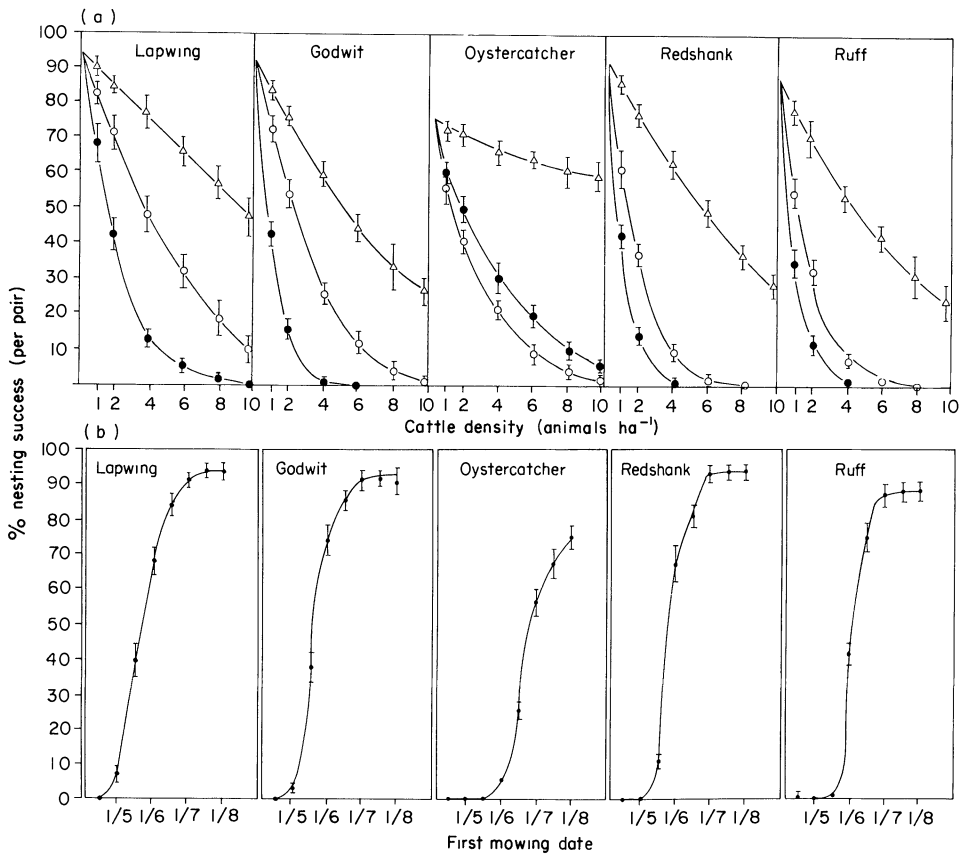 (a)
Lapwing Godwit Oystercatcher Redshank Ruff
100
90
80
70
60
50
40
30
20
10
1 2 4 6 8 1 2 4 6 8 10 1 2 4 6 8 10 1 2 4 6 8 10 1 2 4 6 8 10
Cattle density (animals ha⁻¹)
% nesting success (per pair)
(b)
Lapwing Godwit Oystercatcher Redshank Ruff
90
80
70
60
50
40
30
20
10
0
1/5 1/6 1/7 1/8 1/5 1/6 1/7 1/8 1/5 1/6 1/7 1/8 1/5 1/6 1/7 1/8 1/5 1/6 1/7 1/8
First mowing date